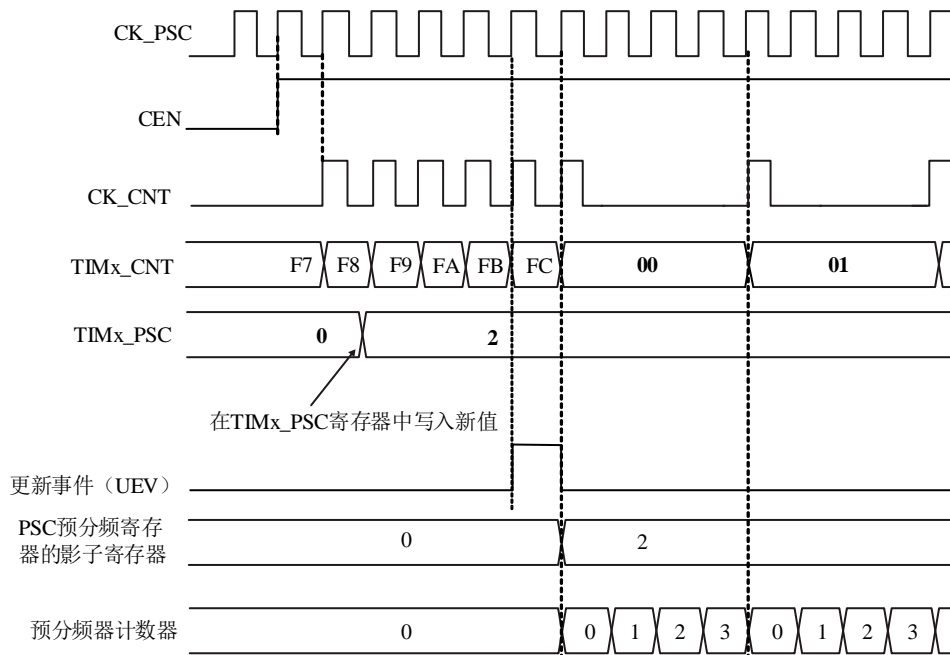 CK_PSC
CEN
CK_CNT
TIMx_CNT F7 F8 F9 FA FB FC 00 01
TIMx_PSC 0 2
在TIMx_PSC寄存器中写入新值
更新事件（UEV）
PSC预分频寄存
器的影子寄存器
0 2
预分频器计数器 0 0 1 2 3 0 1 2 3